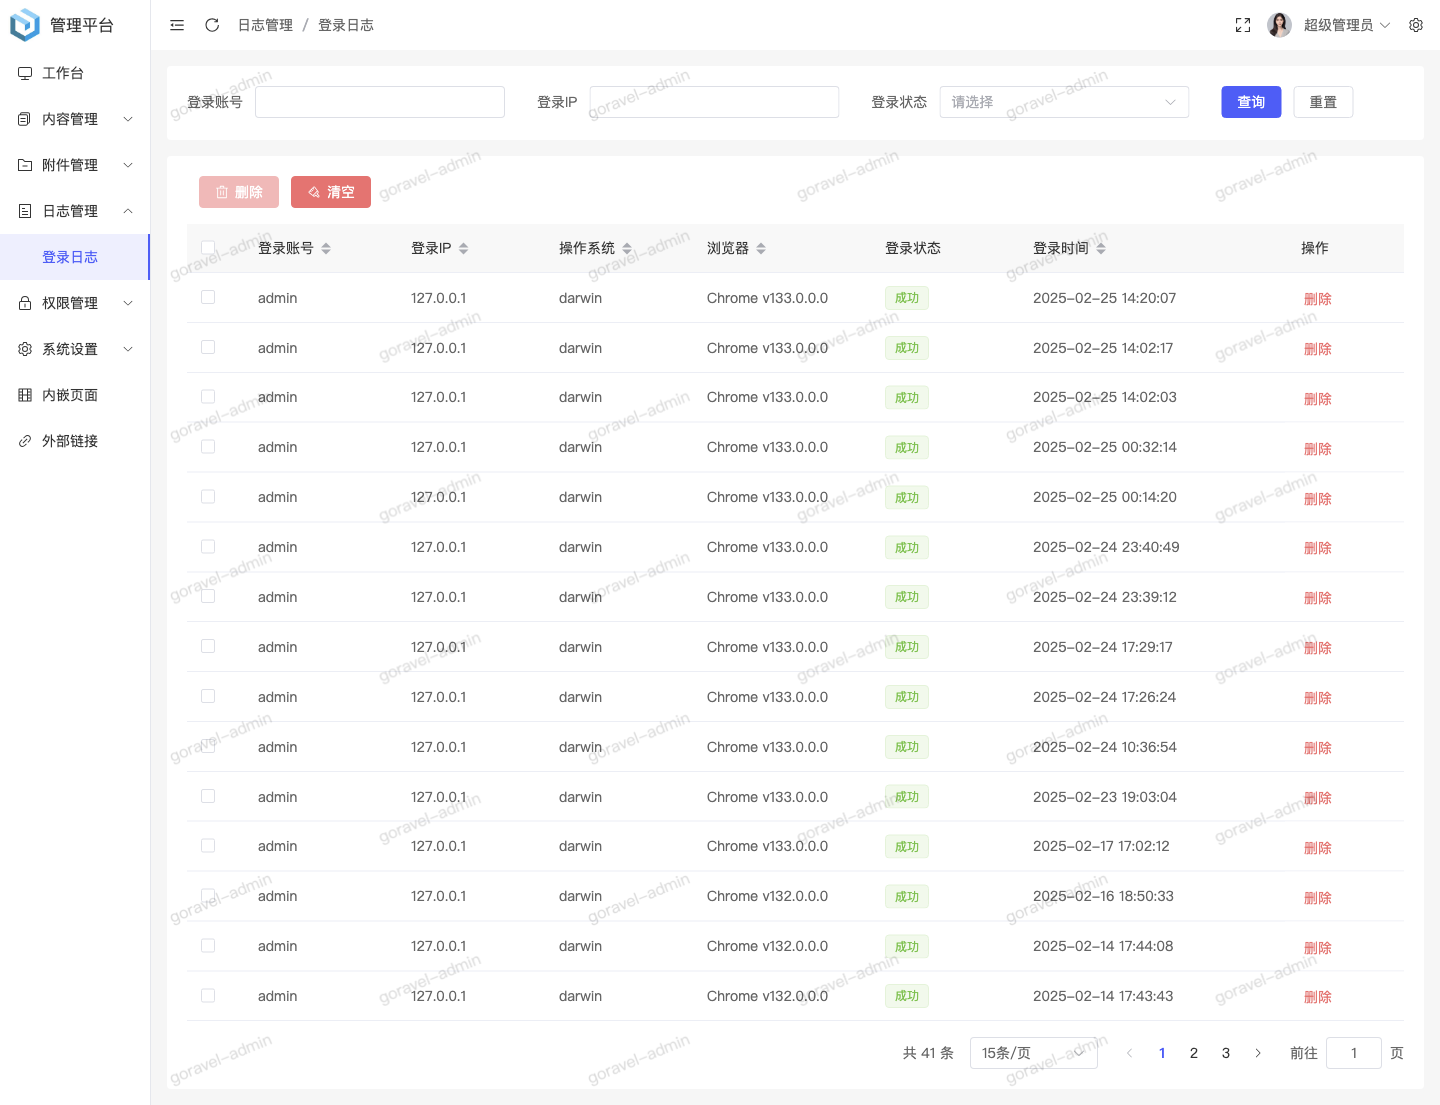 管理平台
日志管理 / 登录日志
超级管理员
工作台
内容管理
附件管理
日志管理
登录日志
权限管理
系统设置
内嵌页面
外部链接
登录账号 登录IP 登录状态 请选择 查询 重置
删除 清空
登录账号 登录IP 操作系统 浏览器 登录状态 登录时间 操作
admin 127.0.0.1 darwin Chrome v133.0.0.0 成功 2025-02-25 14:20:07 删除
admin 127.0.0.1 darwin Chrome v133.0.0.0 成功 2025-02-25 14:02:17 删除
admin 127.0.0.1 darwin Chrome v133.0.0.0 成功 2025-02-25 14:02:03 删除
admin 127.0.0.1 darwin Chrome v133.0.0.0 成功 2025-02-25 00:32:14 删除
admin 127.0.0.1 darwin Chrome v133.0.0.0 成功 2025-02-25 00:14:20 删除
admin 127.0.0.1 darwin Chrome v133.0.0.0 成功 2025-02-24 23:40:49 删除
admin 127.0.0.1 darwin Chrome v133.0.0.0 成功 2025-02-24 23:39:12 删除
admin 127.0.0.1 darwin Chrome v133.0.0.0 成功 2025-02-24 17:29:17 删除
admin 127.0.0.1 darwin Chrome v133.0.0.0 成功 2025-02-24 17:26:24 删除
admin 127.0.0.1 darwin Chrome v133.0.0.0 成功 2025-02-24 10:36:54 删除
admin 127.0.0.1 darwin Chrome v133.0.0.0 成功 2025-02-23 19:03:04 删除
admin 127.0.0.1 darwin Chrome v133.0.0.0 成功 2025-02-17 17:02:12 删除
admin 127.0.0.1 darwin Chrome v132.0.0.0 成功 2025-02-16 18:50:33 删除
admin 127.0.0.1 darwin Chrome v132.0.0.0 成功 2025-02-14 17:44:08 删除
admin 127.0.0.1 darwin Chrome v132.0.0.0 成功 2025-02-14 17:43:43 删除
共 41 条 15条/页 1 2 3 前往 1 页
goravel-admin